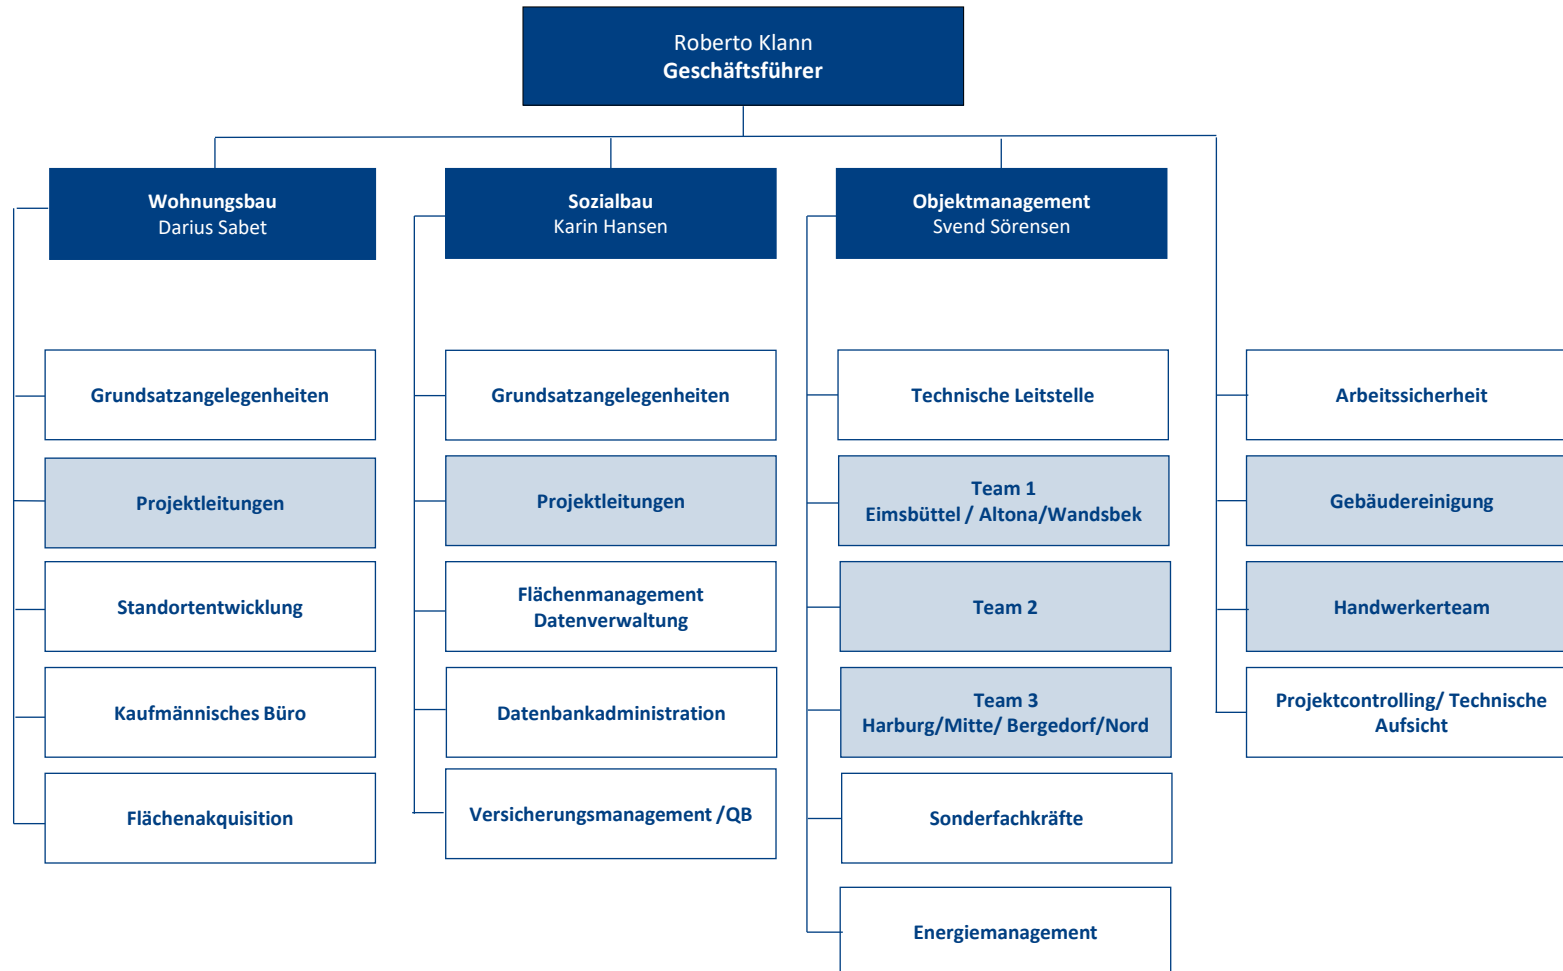 Roberto Klann
Geschäftsführer
Wohnungsbau
Darius Sabet
Sozialbau
Karin Hansen
Objektmanagement
Svend Sörensen
Grundsatzangelegenheiten
Projektleitungen
Standortentwicklung
Kaufmännisches Büro
Flächenakquisition
Grundsatzangelegenheiten
Projektleitungen
Flächenmanagement
Datenverwaltung
Datenbankadministration
Versicherungsmanagement /QB
Technische Leitstelle
Team 1
Eimsbüttel / Altona/Wandsbek
Team 2
Team 3
Harburg/Mitte/ Bergedorf/Nord
Sonderfachkräfte
Energiemanagement
Arbeitssicherheit
Gebäudereinigung
Handwerkerteam
Projektcontrolling/ Technische
Aufsicht